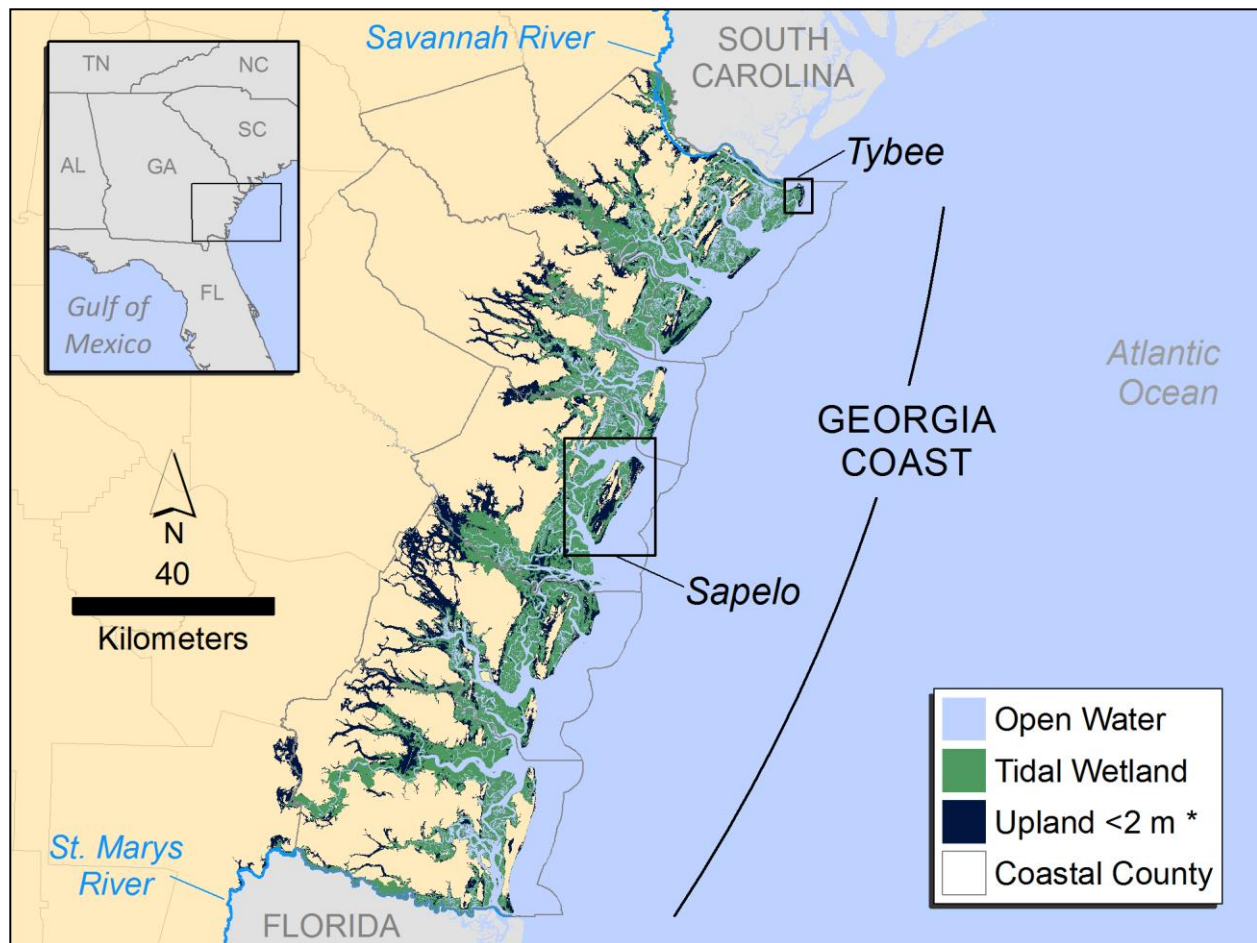 Savannah River
SOUTH
CAROLINA
TN
NC
SC
AL
GA
FL
Gulf of
Mexico
Tybee
Atlantic
Ocean
GEORGIA
COAST
N
40
Kilometers
Sapelo
St. Marys
River
FLORIDA
Open Water
Tidal Wetland
Upland <2 m *
Coastal County